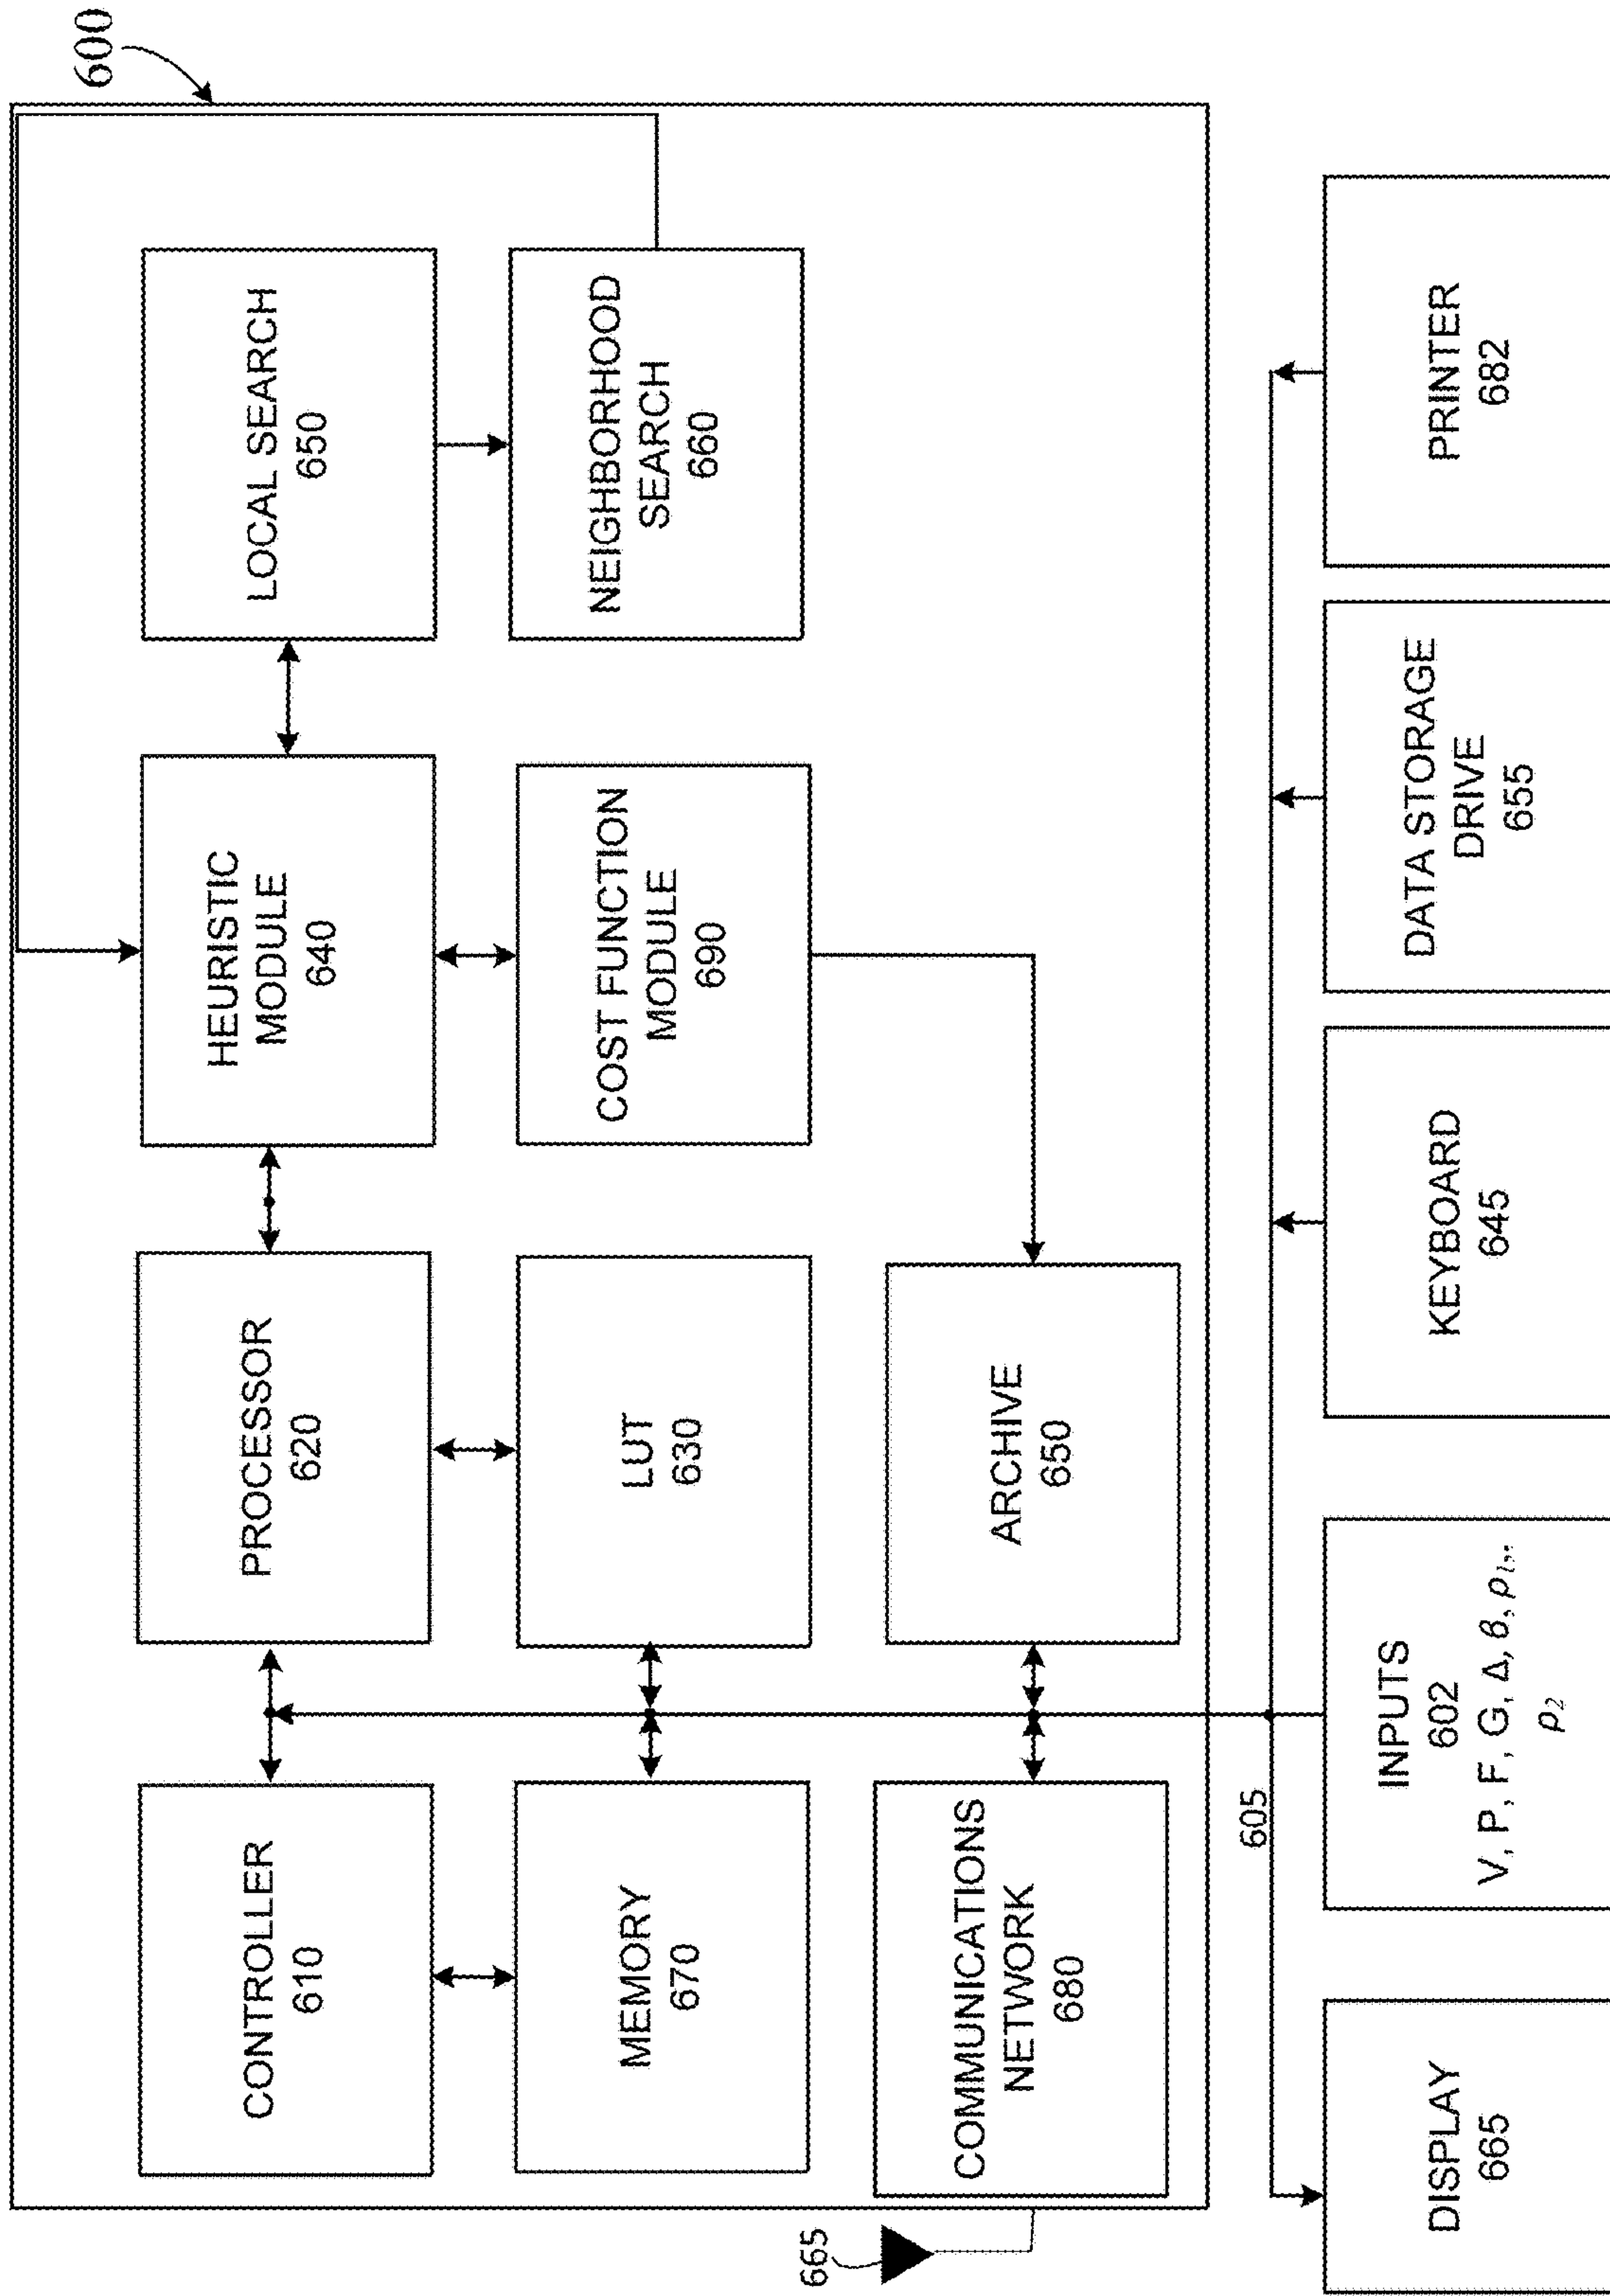 600
CONTROLLER
610
PROCESSOR
620
HEURISTIC
MODULE
640
LOCAL SEARCH
650
MEMORY
670
LUT
630
COST FUNCTION
MODULE
690
NEIGHBORHOOD
SEARCH
660
COMMUNICATIONS
NETWORK
680
ARCHIVE
650
665
605
DISPLAY
665
INPUTS
602
V, P, F, G, Δ, θ, ρ₁,.
ρ₂
KEYBOARD
645
DATA STORAGE
DRIVE
655
PRINTER
682